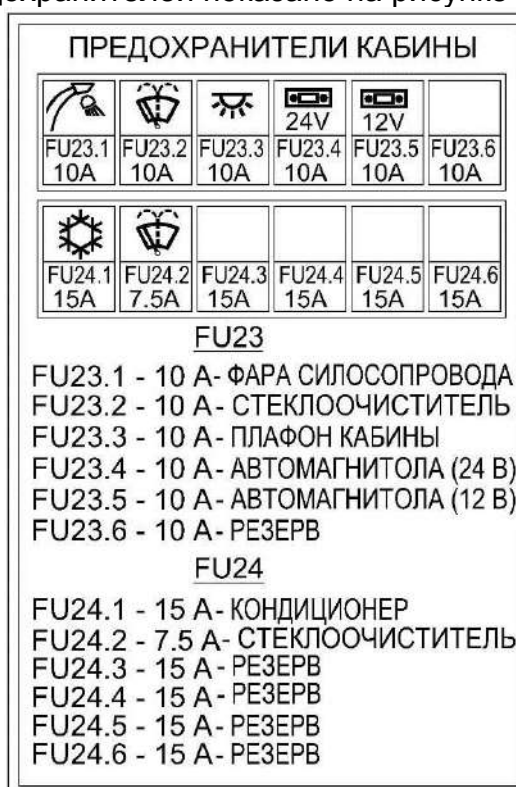 дохранителей показано на рисунке
ПРЕДОХРАНИТЕЛИ КАБИНЫ
24V 12V
FU23.1 FU23.2 FU23.3 FU23.4 FU23.5 FU23.6
10A 10A 10A 10A 10A 10A
FU24.1 FU24.2 FU24.3 FU24.4 FU24.5 FU24.6
15A 7.5A 15A 15A 15A 15A
FU23
FU23.1 - 10 А- ФАРА СИЛОСОПРОВОДА
FU23.2 - 10 А- СТЕКЛООЧИСТИТЕЛЬ
FU23.3 - 10 А- ПЛАФОН КАБИНЫ
FU23.4 - 10 А- АВТОМАГНИТОЛА (24 В)
FU23.5 - 10 А- АВТОМАГНИТОЛА (12 В)
FU23.6 - 10 А- РЕЗЕРВ
FU24
FU24.1 - 15 А- КОНДИЦИОНЕР
FU24.2 - 7.5 А- СТЕКЛООЧИСТИТЕЛЬ
FU24.3 - 15 А- РЕЗЕРВ
FU24.4 - 15 А- РЕЗЕРВ
FU24.5 - 15 А- РЕЗЕРВ
FU24.6 - 15 А- РЕЗЕРВ